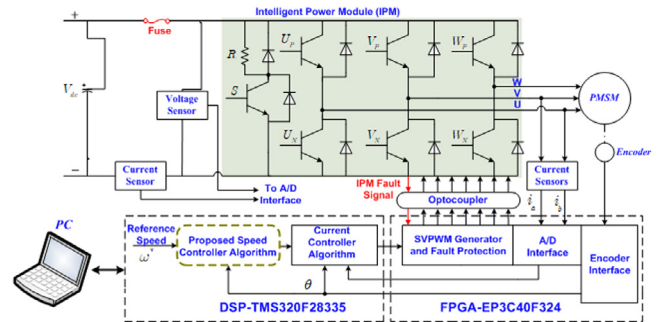 Intelligent Power Module (IPM)
+
Fuse
R
U_P
V_P
W_P
V_dc
+
Voltage
Sensor
S
W
V
U
PMSM
U_N
V_N
W_N
−
Current
Sensor
To A/D
Interface
IPM Fault
Signal
Optocoupler
Current
Sensors
Encoder
i_a
i_b
PC
Reference
Speed
ω*
Proposed Speed
Controller Algorithm
Current
Controller
Algorithm
SVPWM Generator
and Fault Protection
A/D
Interface
Encoder
Interface
θ
DSP-TMS320F28335
FPGA-EP3C40F324